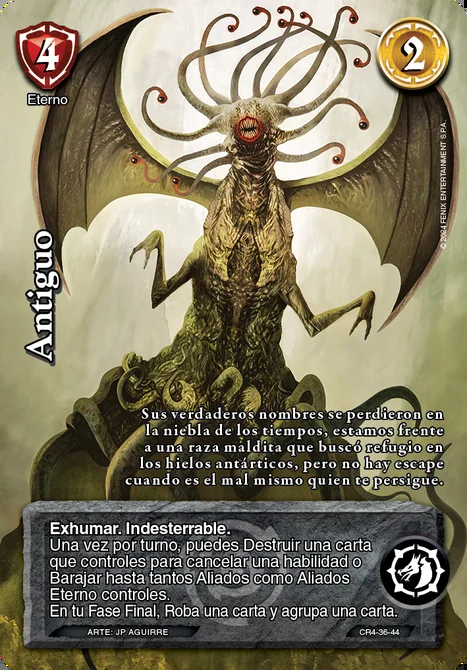 4
2
Eterno
© 2024 FENIX ENTERTAINMENT S.P.A.
Antiguo
Sus verdaderos nombres se perdieron en
la niebla de los tiempos, estamos frente
a una raza maldita que buscó refugio en
los hielos antárticos, pero no hay escape
cuando es el mal mismo quien te persigue.
Exhumar. Indesterrable.
Una vez por turno, puedes Destruir una carta
que controles para cancelar una habilidad o
Barajar hasta tantos Aliados como Aliados
Eterno controles.
En tu Fase Final, Roba una carta y agrupa una carta.
ARTE: JP AGUIRRE
CR4-36-44